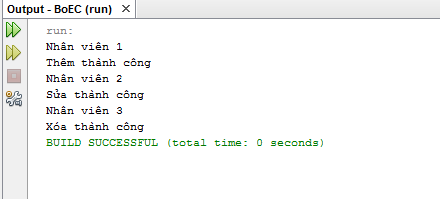 Output - BoEC (run) ×
run:
Nhân viên 1
Thêm thành công
Nhân viên 2
Sửa thành công
Nhân viên 3
Xóa thành công
BUILD SUCCESSFUL (total time: 0 seconds)